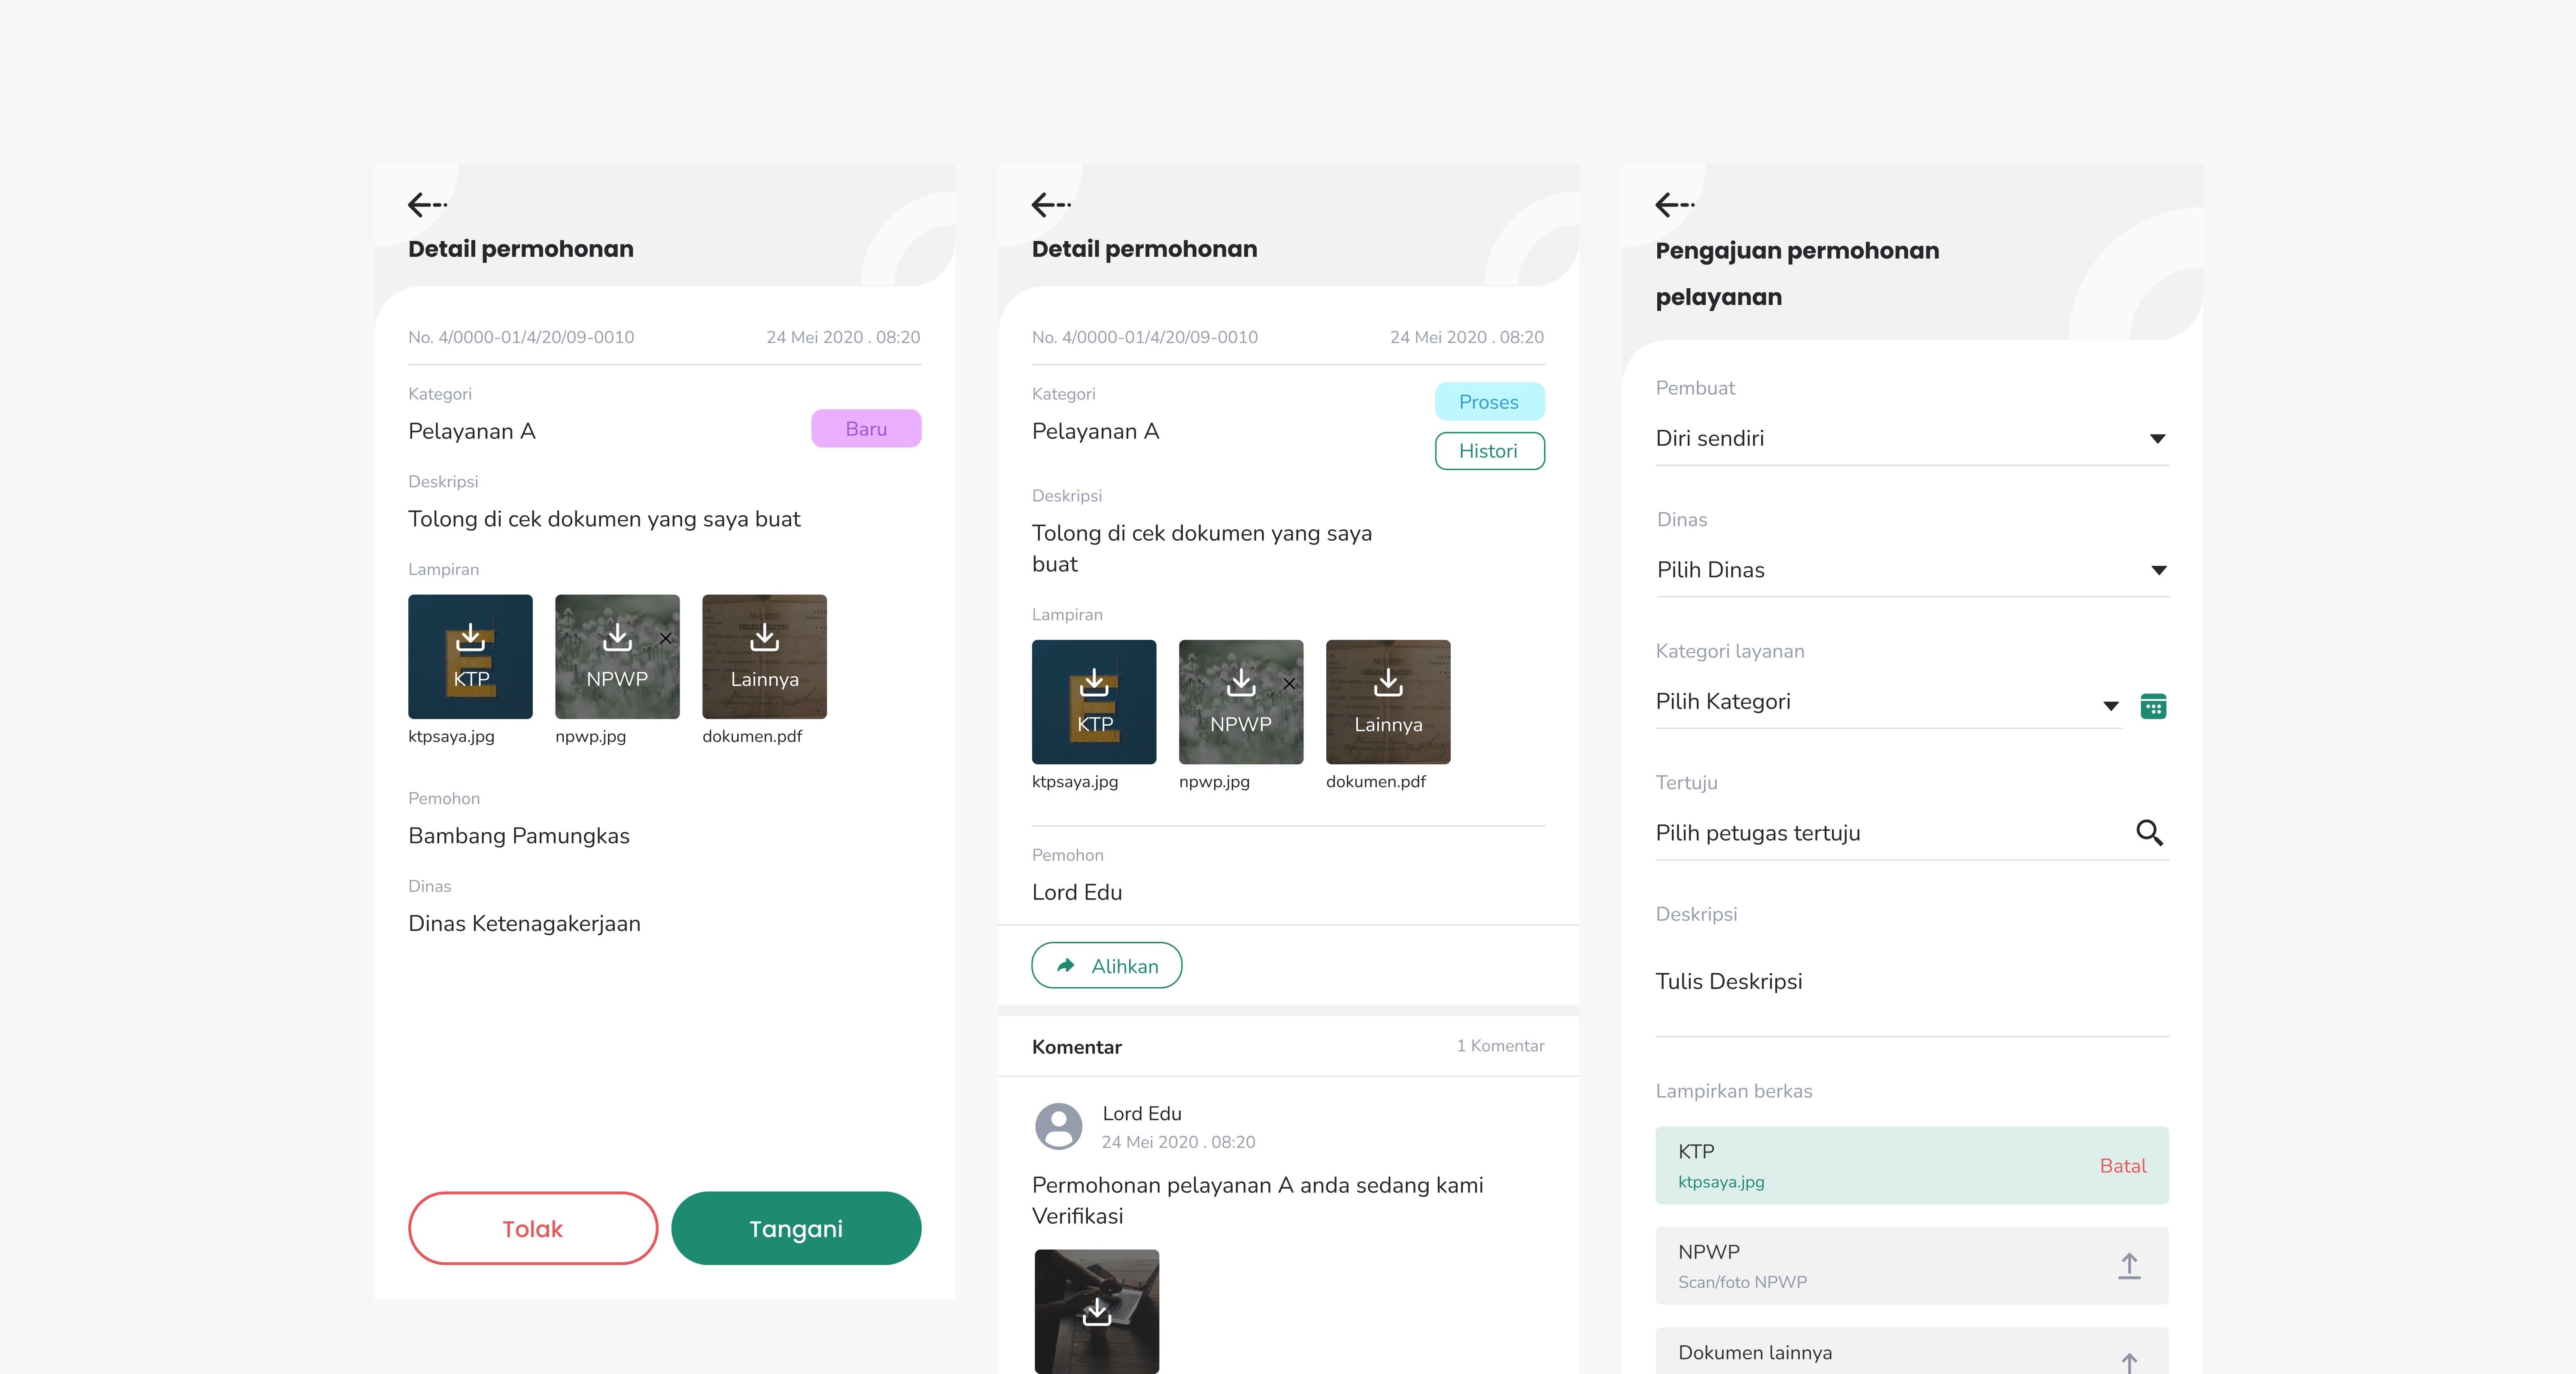 Detail permohonan
No. 4/0000-01/4/20/09-0010
24 Mei 2020 . 08:20
Kategori
Pelayanan A
Baru
Deskripsi
Tolong di cek dokumen yang saya buat
Lampiran
KTP
NPWP
Lainnya
ktpsaya.jpg
npwp.jpg
dokumen.pdf
Pemohon
Bambang Pamungkas
Dinas
Dinas Ketenagakerjaan
Tolak
Tangani
Detail permohonan
No. 4/0000-01/4/20/09-0010
24 Mei 2020 . 08:20
Kategori
Pelayanan A
Proses
Histori
Deskripsi
Tolong di cek dokumen yang saya
buat
Lampiran
KTP
NPWP
Lainnya
ktpsaya.jpg
npwp.jpg
dokumen.pdf
Pemohon
Lord Edu
Alihkan
Komentar
1 Komentar
Lord Edu
24 Mei 2020 . 08:20
Permohonan pelayanan A anda sedang kami
Verifikasi
Pengajuan permohonan
pelayanan
Pembuat
Diri sendiri
Dinas
Pilih Dinas
Kategori layanan
Pilih Kategori
Tertuju
Pilih petugas tertuju
Deskripsi
Tulis Deskripsi
Lampirkan berkas
KTP
ktpsaya.jpg
Batal
NPWP
Scan/foto NPWP
Dokumen lainnya